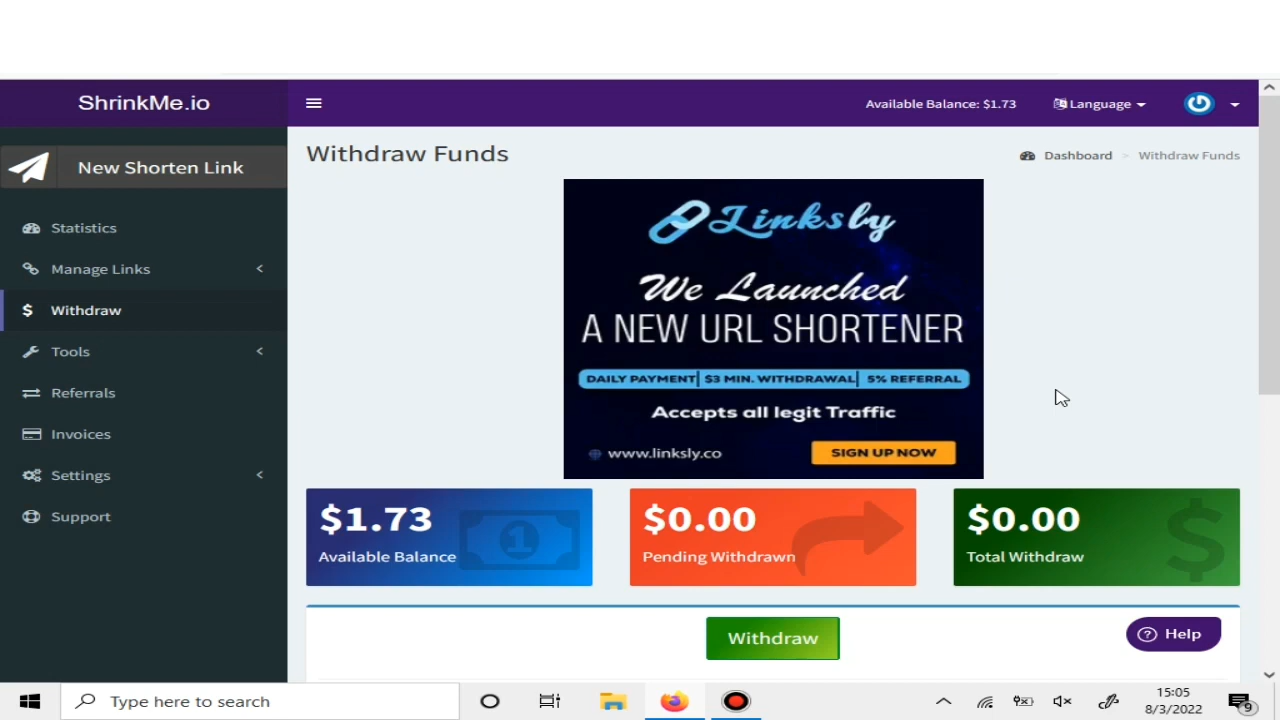 ShrinkMe.io
Available Balance: $1.73
Language
New Shorten Link
Statistics
Manage Links
Withdraw
Tools
Referrals
Invoices
Settings
Support
Withdraw Funds
Dashboard > Withdraw Funds
Linksly
We Launched
A NEW URL SHORTENER
DAILY PAYMENT| $3 MIN. WITHDRAWAL| 5% REFERRAL
Accepts all legit Traffic
www.linksly.co
SIGN UP NOW
$1.73
Available Balance
$0.00
Pending Withdrawn
$0.00
Total Withdraw
Withdraw
Help
Type here to search
15:05
8/3/2022
9